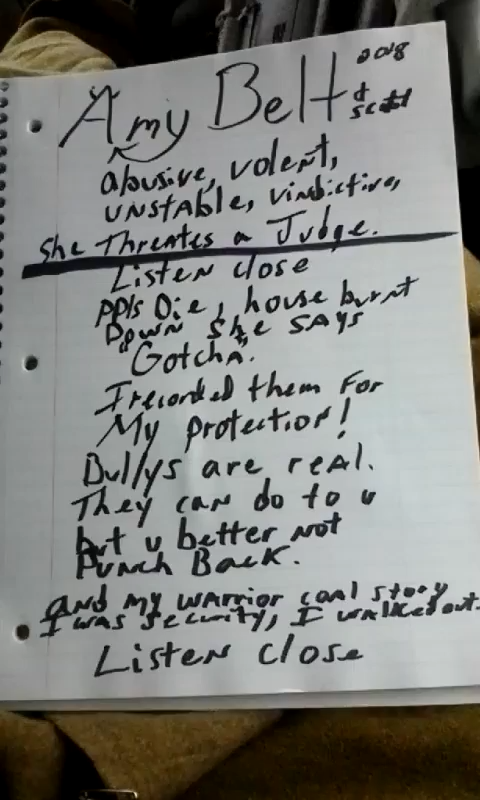 Amy Belt 2018
& Scott
abusive, volent,
UNSTABLE, vindictive,
She Threates a Judge.
Listen close
PPls Die, house burnt
Down She SAYS
"Gotcha".
I recorded them For
My protection!
Bullys are real.
They can do to u
but u better not
Punch Back.
and my warrior coal story
I was security, I walked out.
Listen close